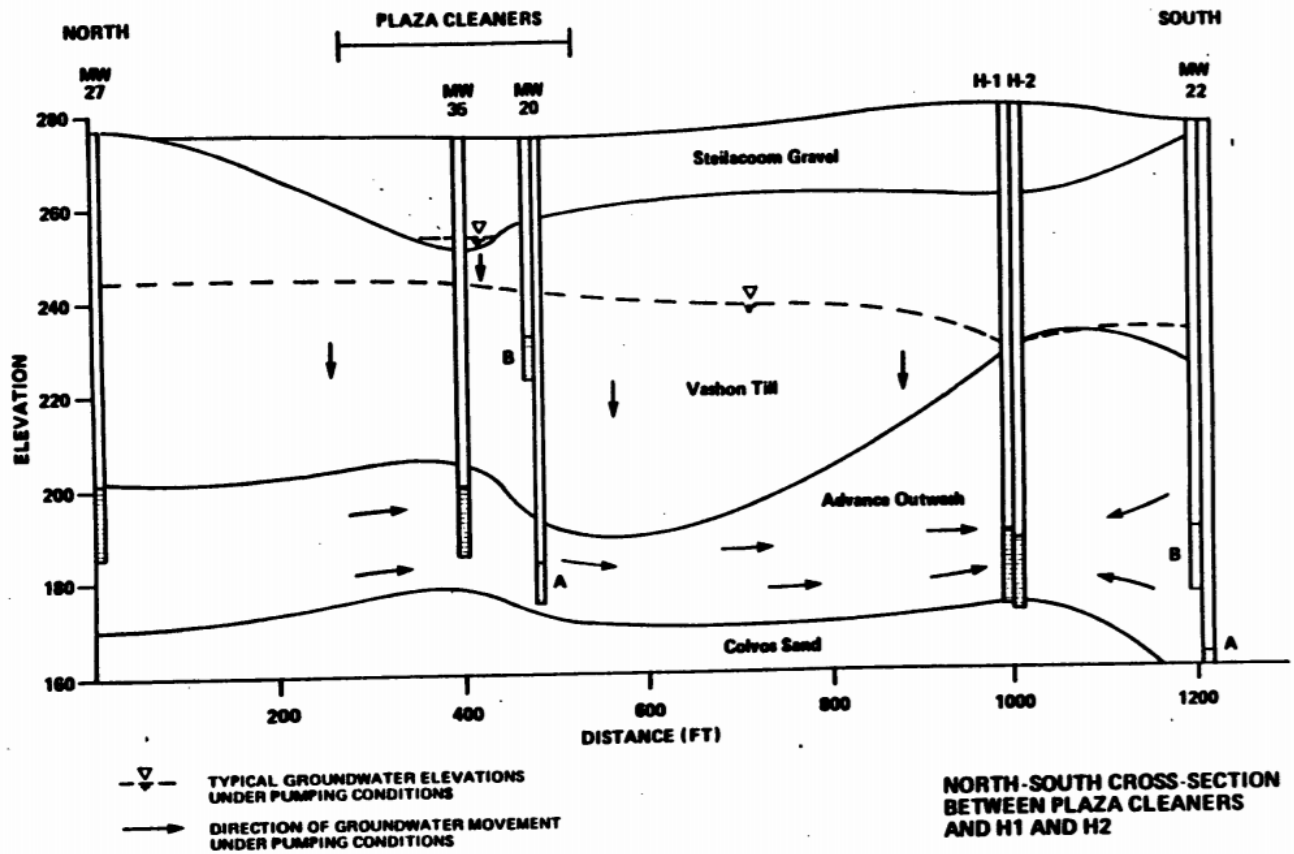 PLAZA CLEANERS
NORTH
SOUTH
MW
27
MW
35
MW
20
H-1 H-2
MW
22
280
260
240
220
200
180
160
ELEVATION
Steilacoom Gravel
B
Vashon Till
Advance Outwash
B
A
Colvos Sand
A
200
400
600
800
1000
1200
DISTANCE (FT)
TYPICAL GROUNDWATER ELEVATIONS
UNDER PUMPING CONDITIONS
DIRECTION OF GROUNDWATER MOVEMENT
UNDER PUMPING CONDITIONS
NORTH-SOUTH CROSS-SECTION
BETWEEN PLAZA CLEANERS
AND H1 AND H2